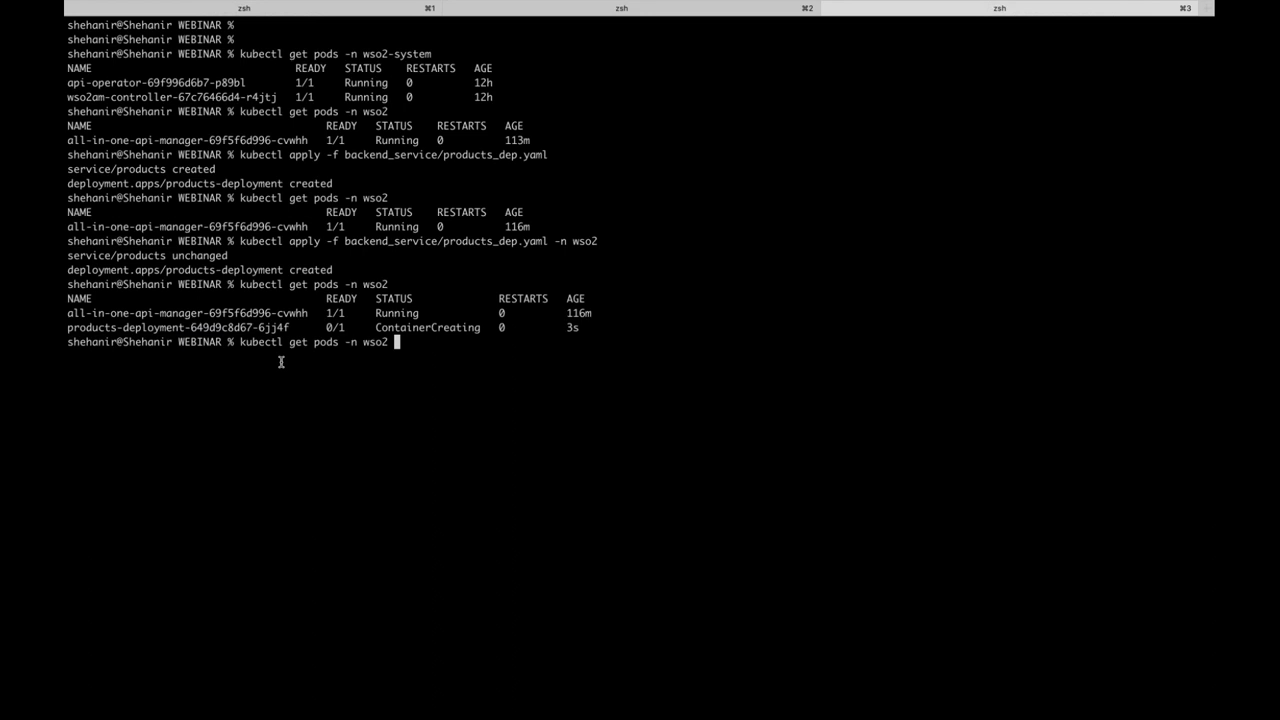 zsh ⌘1 zsh ⌘2 zsh ⌘3
shehanir@Shehanir WEBINAR %
shehanir@Shehanir WEBINAR %
shehanir@Shehanir WEBINAR % kubectl get pods -n wso2-system
NAME READY STATUS RESTARTS AGE
api-operator-69f996d6b7-p89bl 1/1 Running 0 12h
wso2am-controller-67c76466d4-r4jtj 1/1 Running 0 12h
shehanir@Shehanir WEBINAR % kubectl get pods -n wso2
NAME READY STATUS RESTARTS AGE
all-in-one-api-manager-69f5f6d996-cvwhh 1/1 Running 0 113m
shehanir@Shehanir WEBINAR % kubectl apply -f backend_service/products_dep.yaml
service/products created
deployment.apps/products-deployment created
shehanir@Shehanir WEBINAR % kubectl get pods -n wso2
NAME READY STATUS RESTARTS AGE
all-in-one-api-manager-69f5f6d996-cvwhh 1/1 Running 0 116m
shehanir@Shehanir WEBINAR % kubectl apply -f backend_service/products_dep.yaml -n wso2
service/products unchanged
deployment.apps/products-deployment created
shehanir@Shehanir WEBINAR % kubectl get pods -n wso2
NAME READY STATUS RESTARTS AGE
all-in-one-api-manager-69f5f6d996-cvwhh 1/1 Running 0 116m
products-deployment-649d9c8d67-6jj4f 0/1 ContainerCreating 0 3s
shehanir@Shehanir WEBINAR % kubectl get pods -n wso2